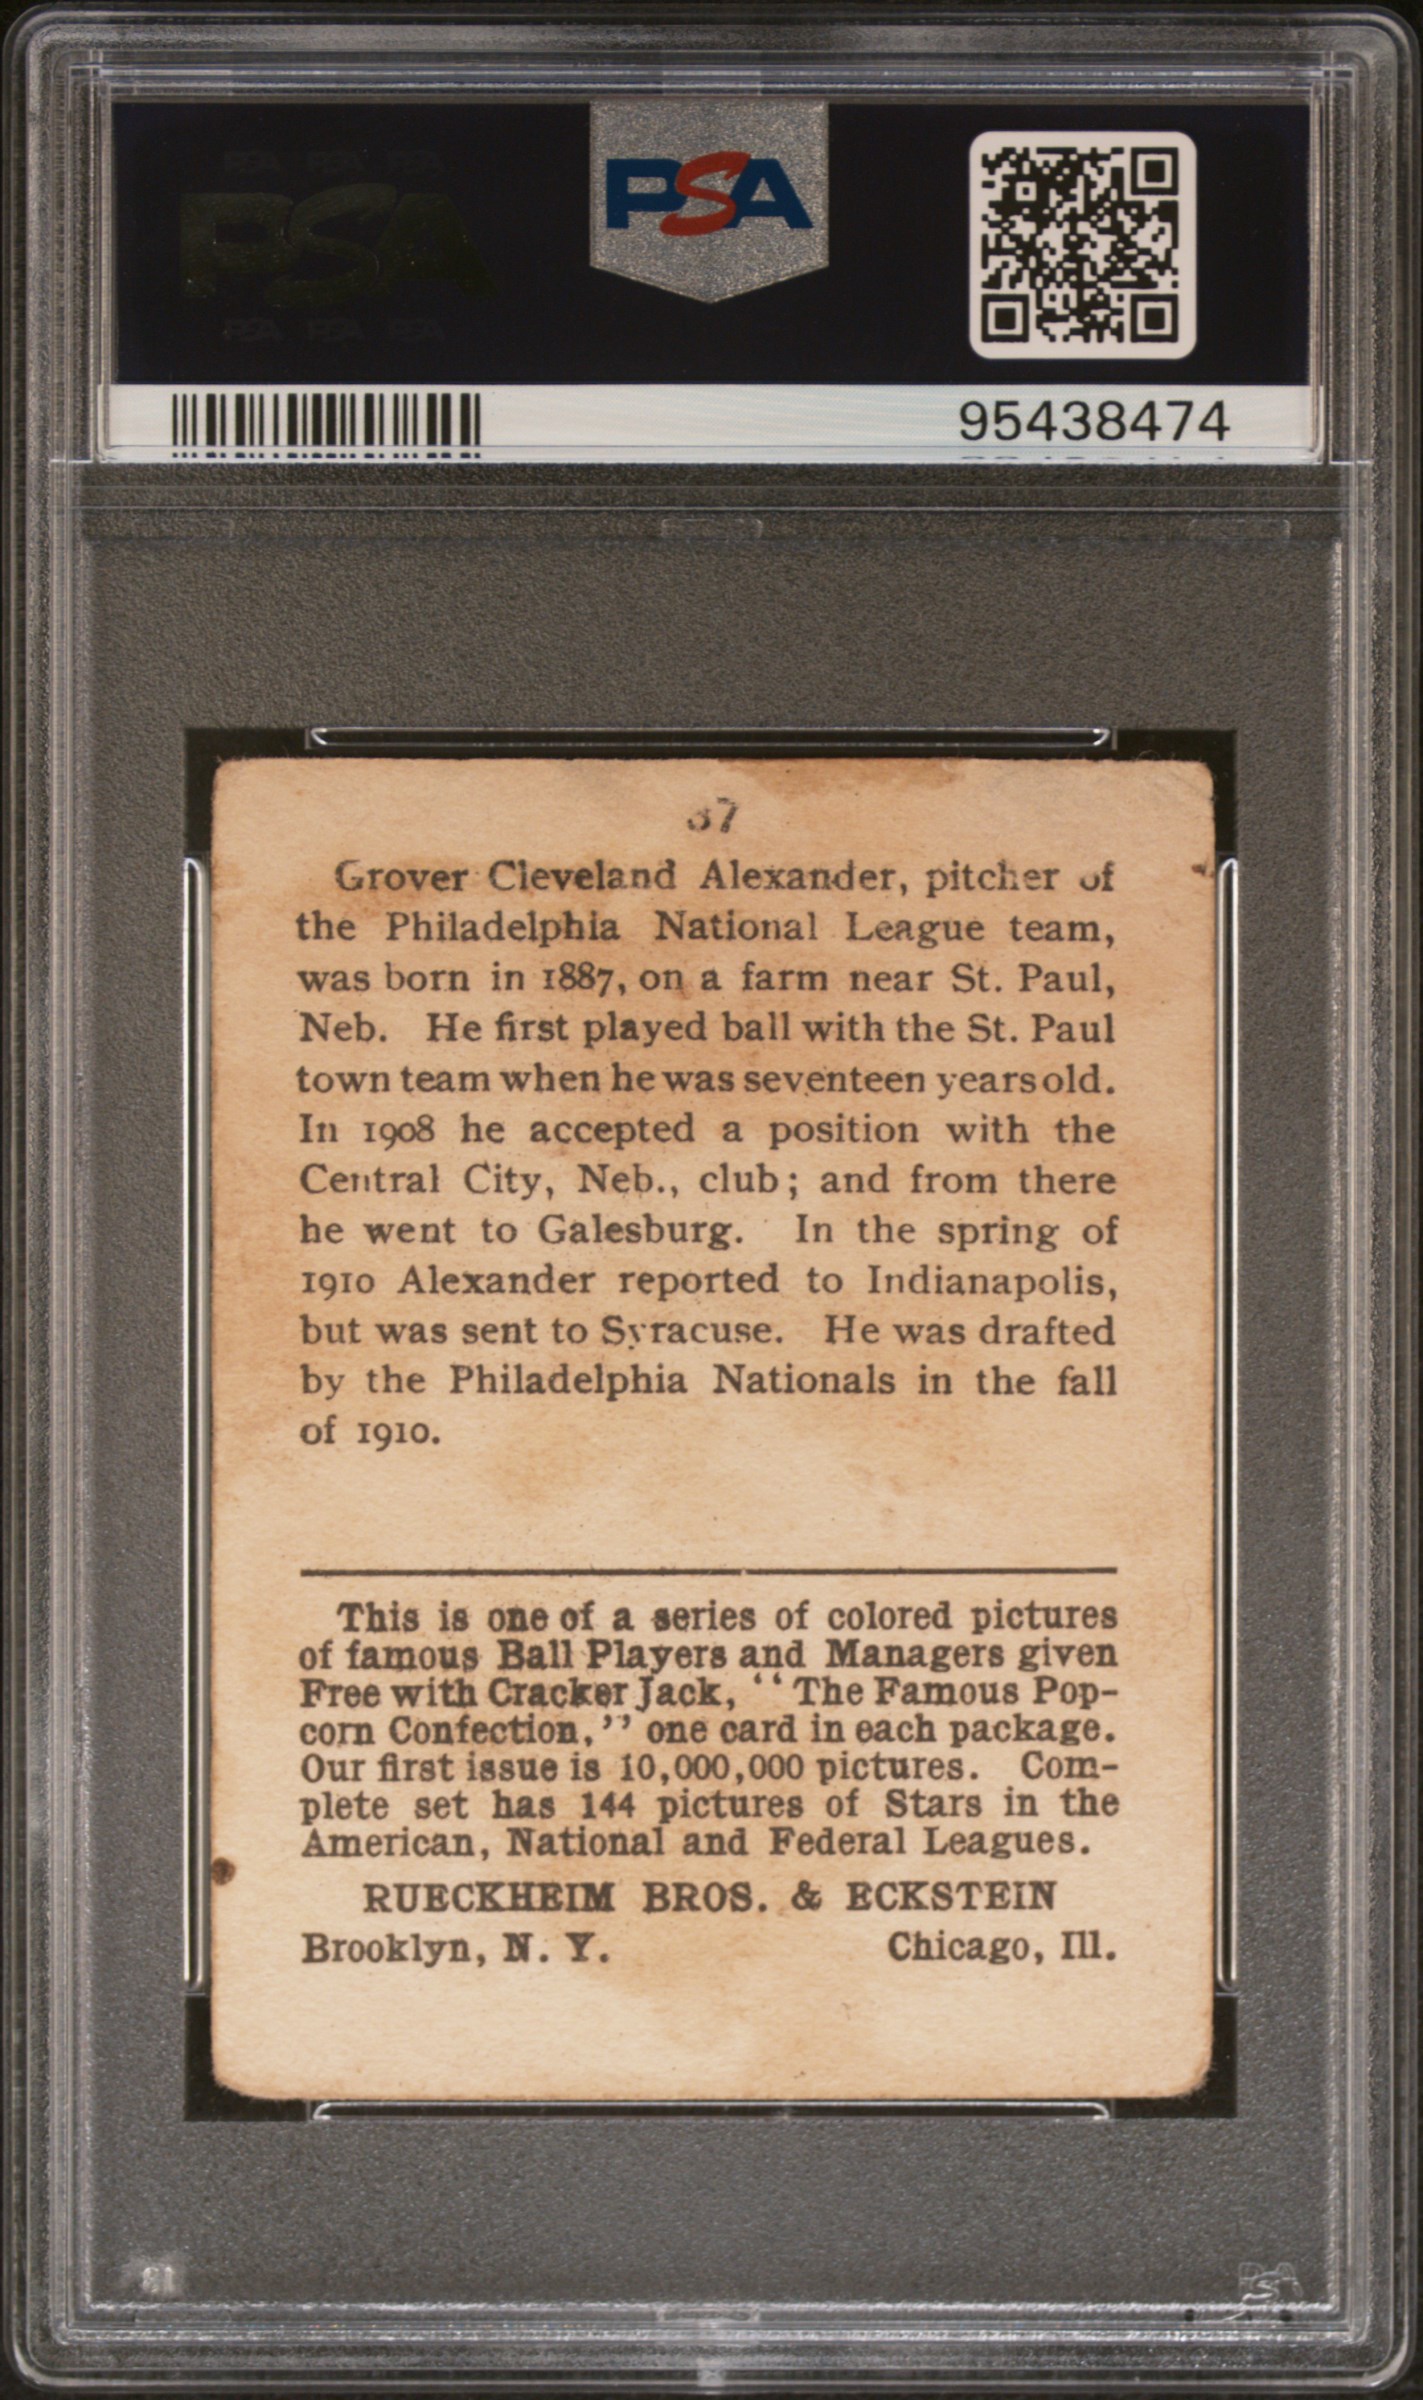 PSA
PSA
95438474
37
Grover Cleveland Alexander, pitcher of
the Philadelphia National League team,
was born in 1887, on a farm near St. Paul,
Neb. He first played ball with the St. Paul
town team when he was seventeen years old.
In 1908 he accepted a position with the
Central City, Neb., club; and from there
he went to Galesburg. In the spring of
1910 Alexander reported to Indianapolis,
but was sent to Syracuse. He was drafted
by the Philadelphia Nationals in the fall
of 1910.
This is one of a series of colored pictures
of famous Ball Players and Managers given
Free with Cracker Jack, “The Famous Pop-
corn Confection,” one card in each package.
Our first issue is 10,000,000 pictures. Com-
plete set has 144 pictures of Stars in the
American, National and Federal Leagues.
RUECKHEIM BROS. & ECKSTEIN
Brooklyn, N. Y. Chicago, Ill.